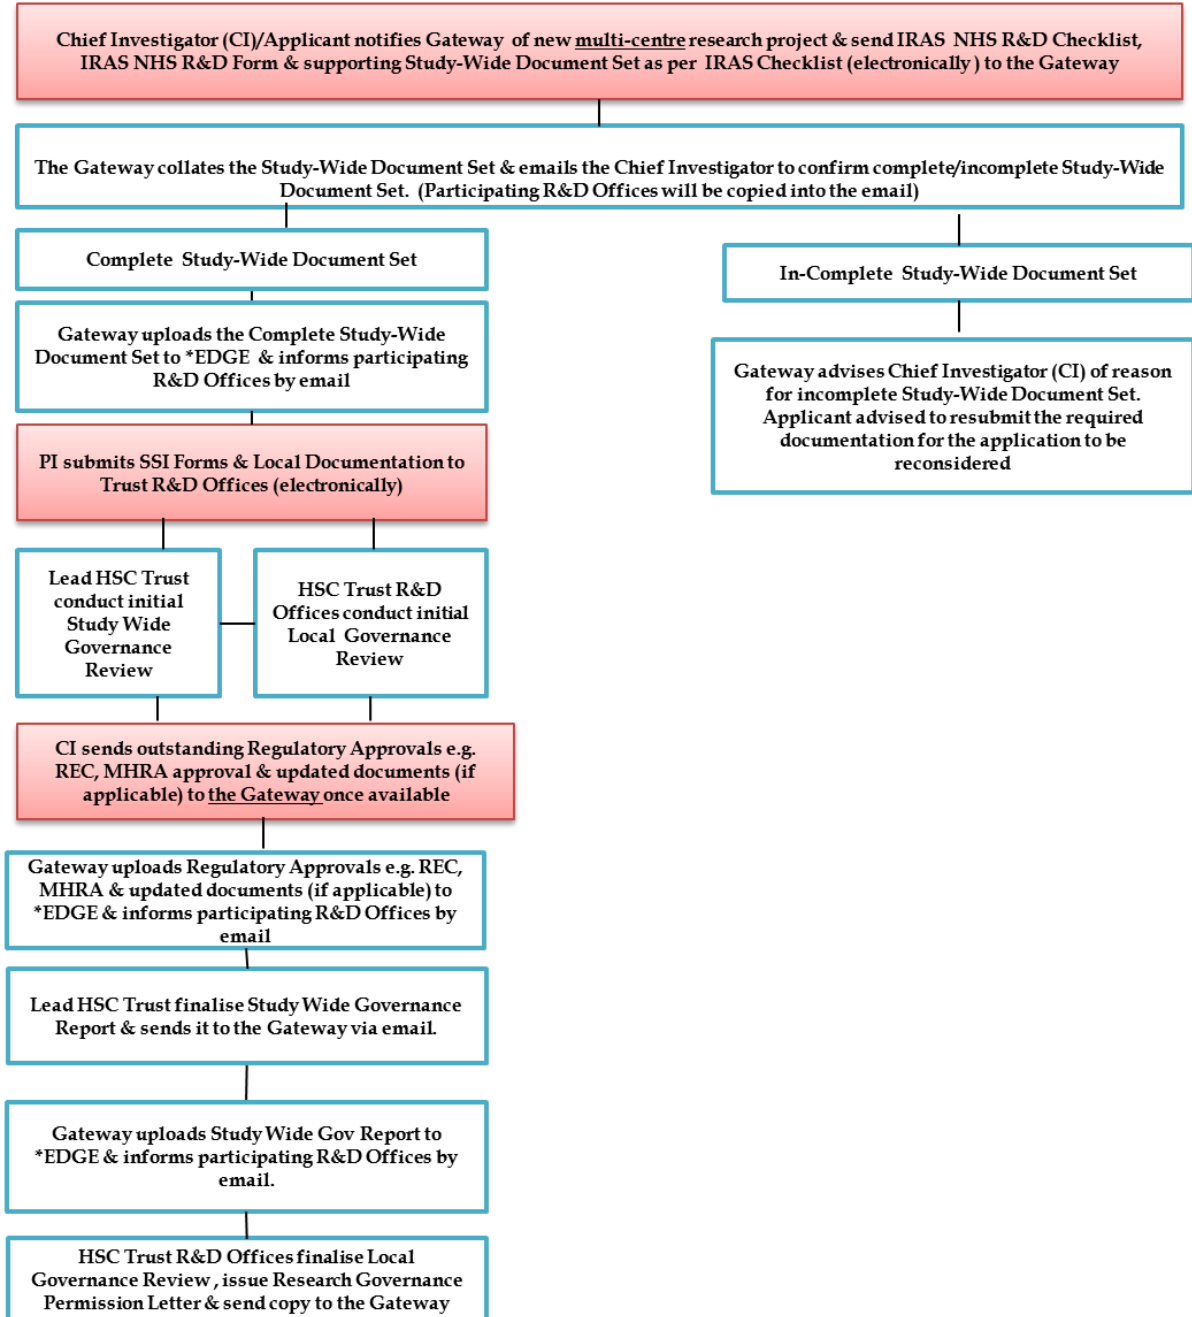 Chief Investigator (CI)/Applicant notifies Gateway of new multi-centre research project & send IRAS NHS R&D Checklist,
IRAS NHS R&D Form & supporting Study-Wide Document Set as per IRAS Checklist (electronically) to the Gateway
The Gateway collates the Study-Wide Document Set & emails the Chief Investigator to confirm complete/incomplete Study-Wide
Document Set. (Participating R&D Offices will be copied into the email)
Complete Study-Wide Document Set
In-Complete Study-Wide Document Set
Gateway uploads the Complete Study-Wide
Document Set to *EDGE & informs participating
R&D Offices by email
Gateway advises Chief Investigator (CI) of reason
for incomplete Study-Wide Document Set.
Applicant advised to resubmit the required
documentation for the application to be
reconsidered
PI submits SSI Forms & Local Documentation to
Trust R&D Offices (electronically)
Lead HSC Trust
conduct initial
Study Wide
Governance
Review
HSC Trust R&D
Offices conduct initial
Local Governance
Review
CI sends outstanding Regulatory Approvals e.g.
REC, MHRA approval & updated documents (if
applicable) to the Gateway once available
Gateway uploads Regulatory Approvals e.g. REC,
MHRA & updated documents (if applicable) to
*EDGE & informs participating R&D Offices by
email
Lead HSC Trust finalise Study Wide Governance
Report & sends it to the Gateway via email.
Gateway uploads Study Wide Gov Report to
*EDGE & informs participating R&D Offices by
email.
HSC Trust R&D Offices finalise Local
Governance Review , issue Research Governance
Permission Letter & send copy to the Gateway